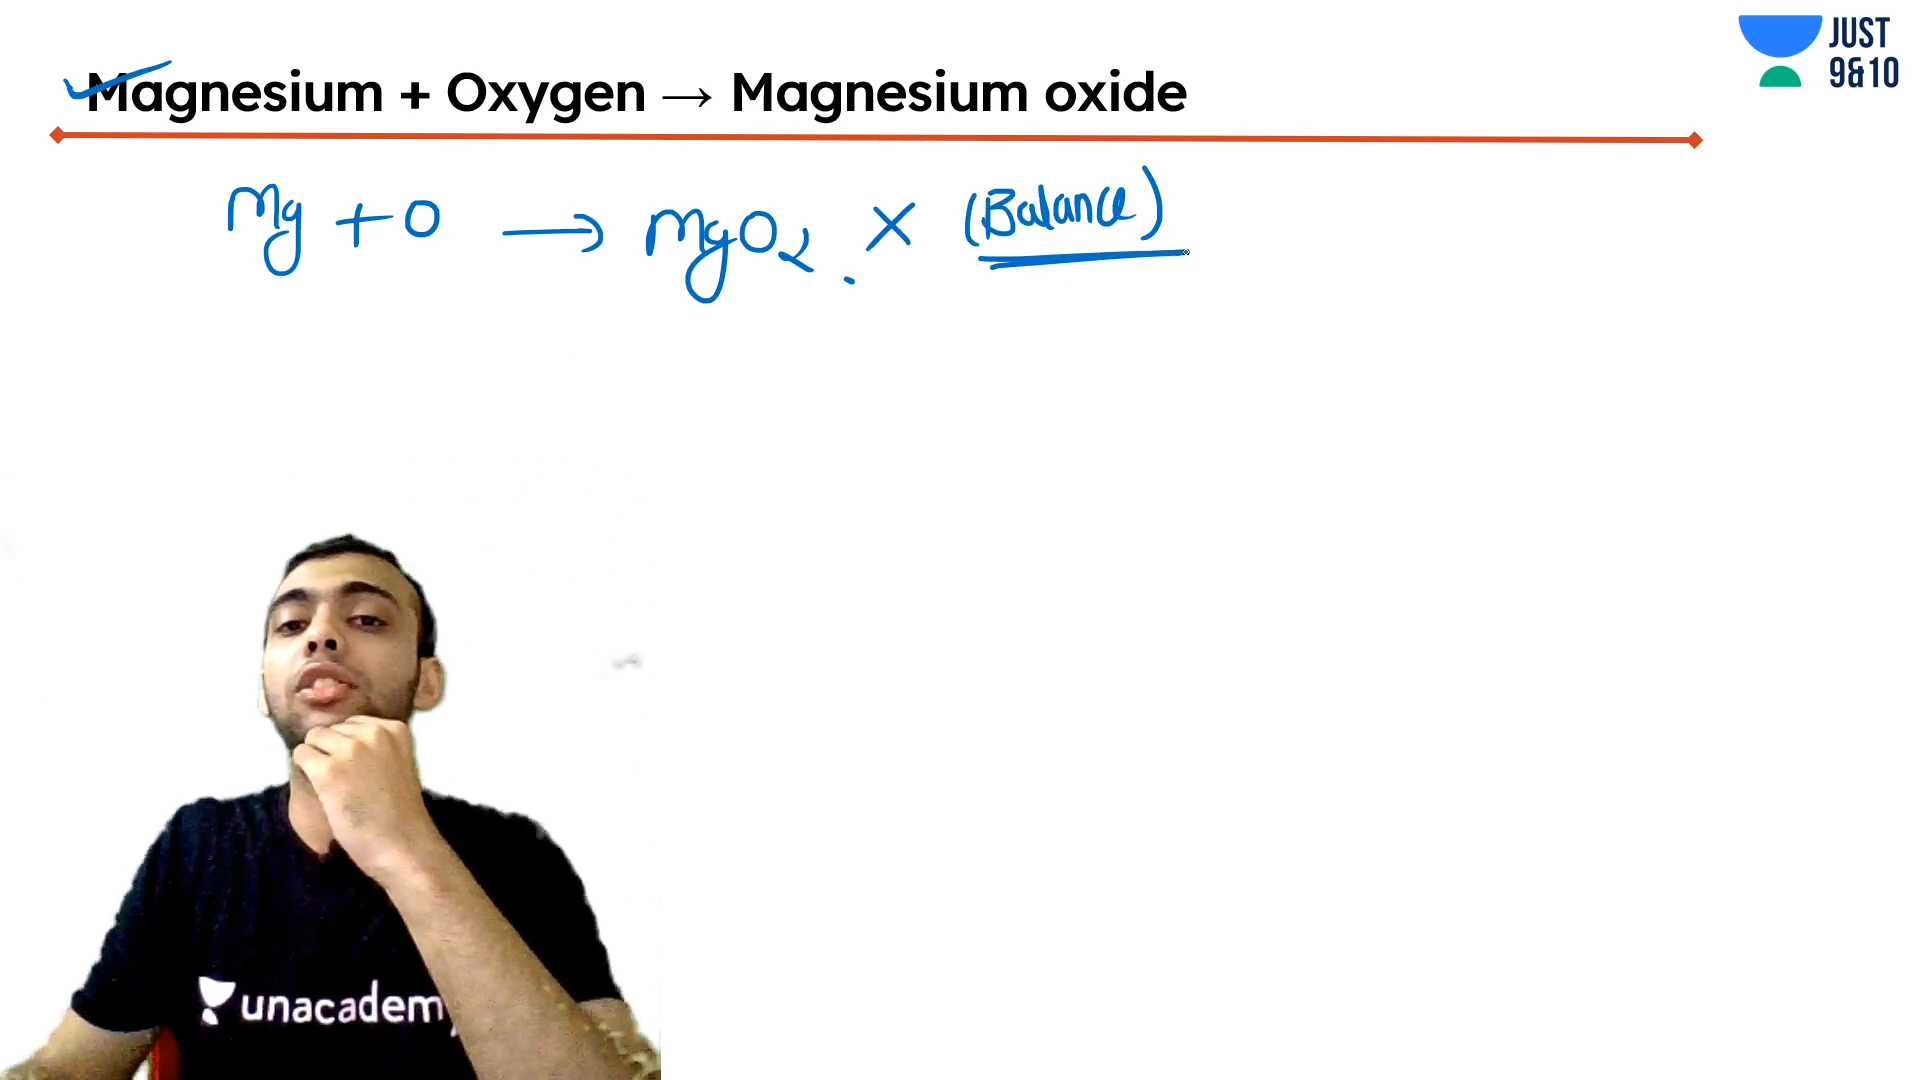 JUST
9&10
Magnesium + Oxygen → Magnesium oxide
Mg + O → MgO2 . × (Balance)
unacadem